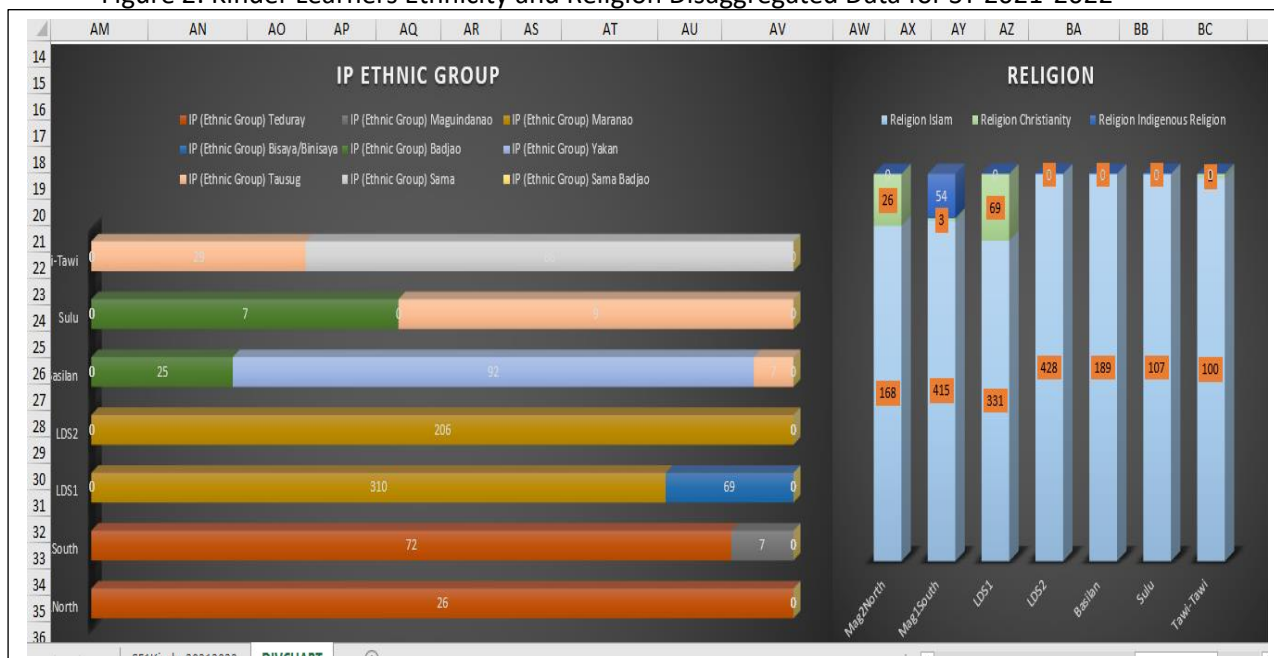 Figure 2. Kinder Learners Ethnicity and Religion Disaggregated Data for SY 2021-2022
AM AN AO AP AQ AR AS AT AU AV AW AX AY AZ BA BB BC
14
15
16
17
18
19
20
21
22
23
24
25
26
27
28
29
30
31
32
33
34
35
36
IP ETHNIC GROUP
IP (Ethnic Group) Teduray IP (Ethnic Group) Maguindanao IP (Ethnic Group) Maranao
IP (Ethnic Group) Bisaya/Binisaya IP (Ethnic Group) Badjao IP (Ethnic Group) Yakan
IP (Ethnic Group) Tausug IP (Ethnic Group) Sama IP (Ethnic Group) Sama Badjao
i-Tawi 0 0
Sulu 0 7 0 9 0
asilan 0 25 92 7 0
LDS2 0 206 0
LDS1 0 310 69 0
South 72 7 0
North 26 0
RELIGION
Religion Islam Religion Christianity Religion Indigenous Religion
0 54 0 0 0 0
26 3 69
168 415 331 428 189 107 100
Mag2North Mag1South LDS1 LDS2 Basilan Sulu Tawi-Tawi
DIVCHART